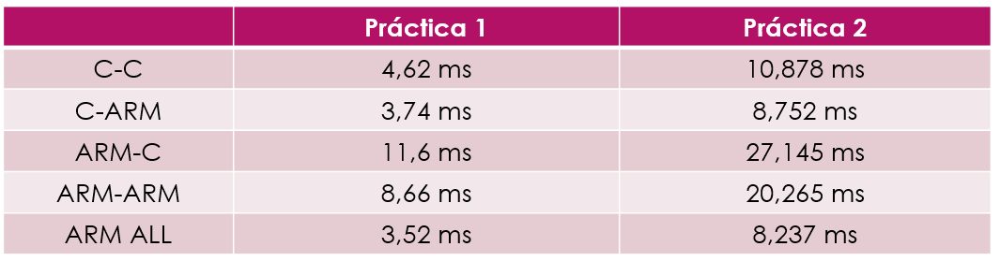 Práctica 1 Práctica 2
C-C 4,62 ms 10,878 ms
C-ARM 3,74 ms 8,752 ms
ARM-C 11,6 ms 27,145 ms
ARM-ARM 8,66 ms 20,265 ms
ARM ALL 3,52 ms 8,237 ms